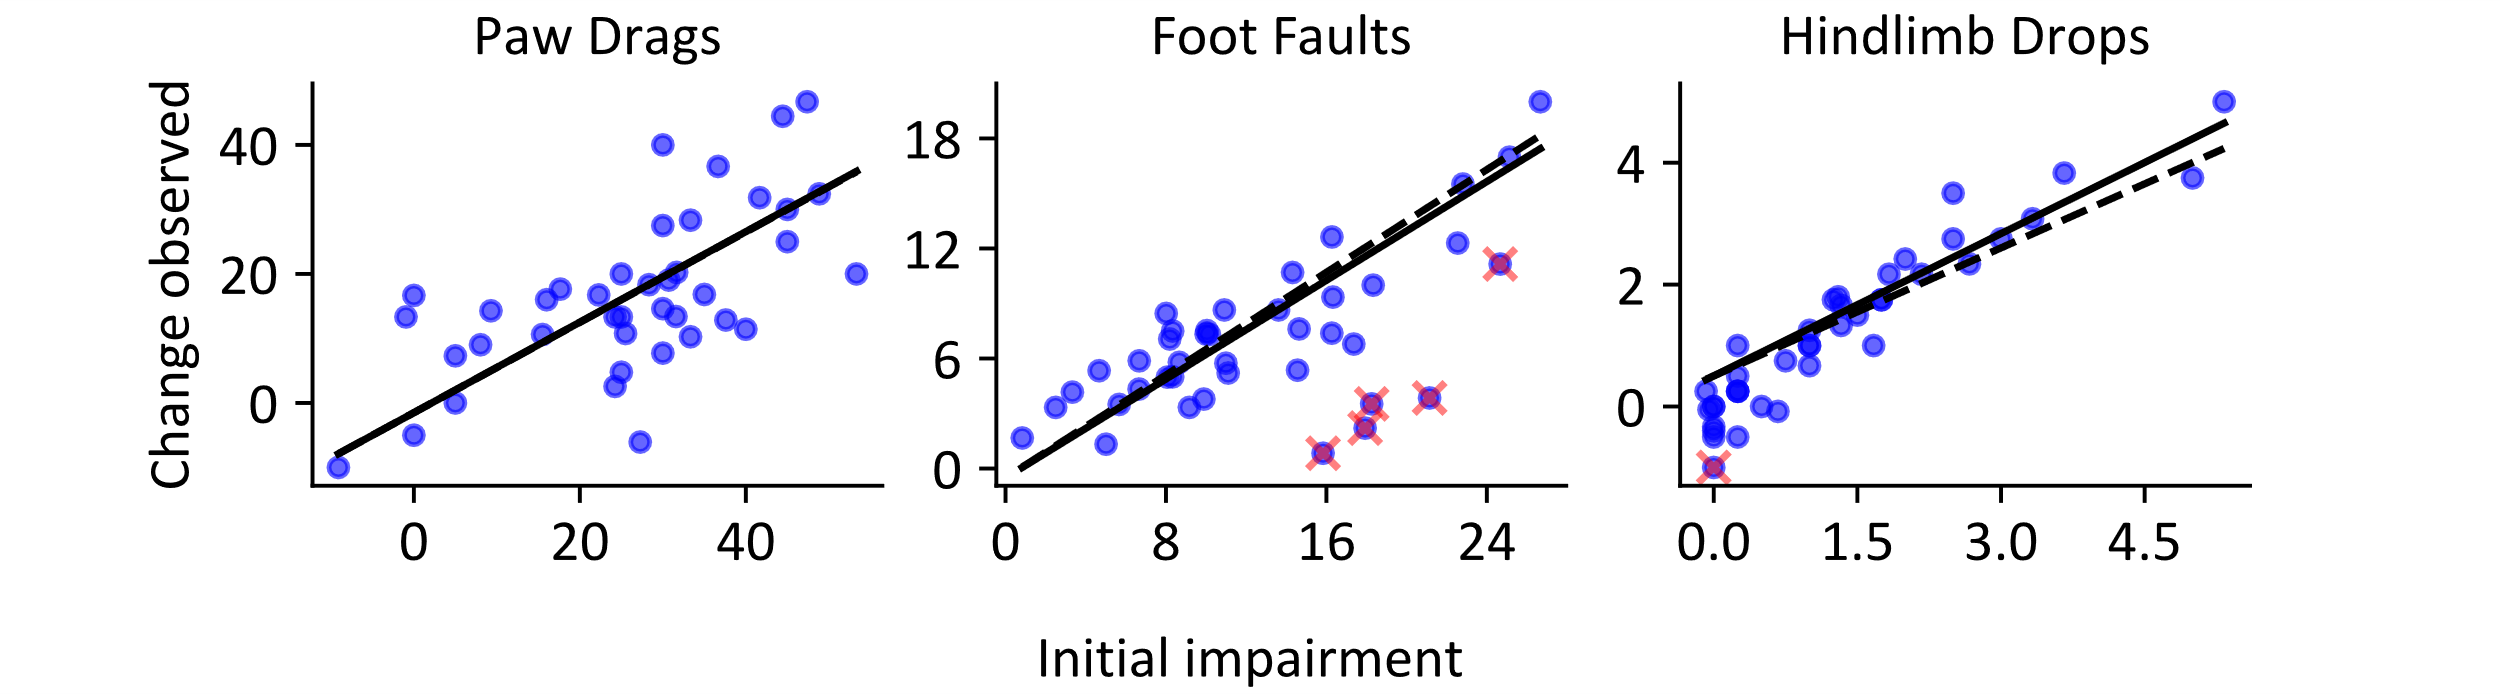 Paw Drags
Foot Faults
Hindlimb Drops
Change observed
40
20
0
0 20 40
18
12
6
0
0 8 16 24
4
2
0
0.0 1.5 3.0 4.5
Initial impairment